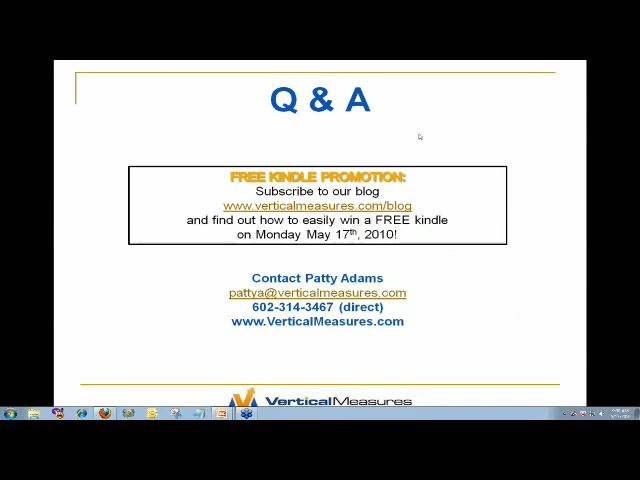 Q & A
FREE KINDLE PROMOTION:
Subscribe to our blog
www.verticalmeasures.com/blog
and find out how to easily win a FREE kindle
on Monday May 17th, 2010!
Contact Patty Adams
pattya@verticalmeasures.com
602-314-3467 (direct)
www.VerticalMeasures.com
VerticalMeasures